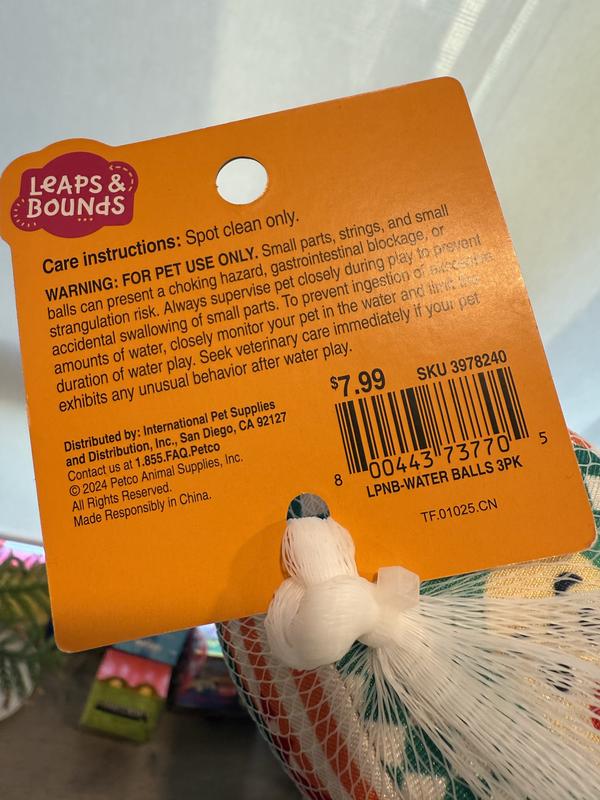 LEAPS &
BOUNDS
Care instructions: Spot clean only.
WARNING: FOR PET USE ONLY. Small parts, strings, and small
balls can present a choking hazard, gastrointestinal blockage, or
strangulation risk. Always supervise pet closely during play to prevent
accidental swallowing of small parts. To prevent ingestion of excessive
amounts of water, closely monitor your pet in the water and limit the
duration of water play. Seek veterinary care immediately if your pet
exhibits any unusual behavior after water play.
$7.99 SKU 3978240
8 00443 73770 5
LPNB-WATER BALLS 3PK
TF.01025.CN
Distributed by: International Pet Supplies
and Distribution, Inc., San Diego, CA 92127
Contact us at 1.855.FAQ.Petco
© 2024 Petco Animal Supplies, Inc.
All Rights Reserved.
Made Responsibly in China.